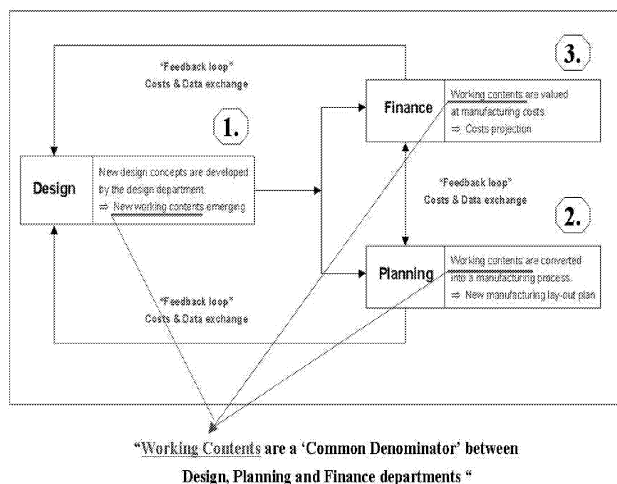 "Feedback loop"
Costs & Data exchange
3.
Finance
Working contents are valued
at manufacturing costs.
⇒ Costs projection
1.
Design
New design concepts are developed
by the design department.
⇒ New working contents emerging
"Feedback loop"
Costs & Data exchange
2.
Planning
Working contents are converted
into a manufacturing process.
⇒ New manufacturing lay-out plan
"Feedback loop"
Costs & Data exchange
"Working Contents are a 'Common Denominator' between
Design, Planning and Finance departments "